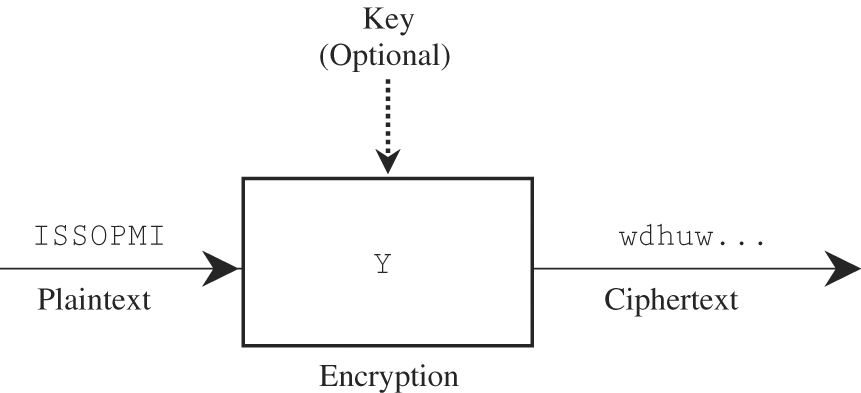 Key
(Optional)
ISSOPMI
wdhuw...
Y
Plaintext
Ciphertext
Encryption